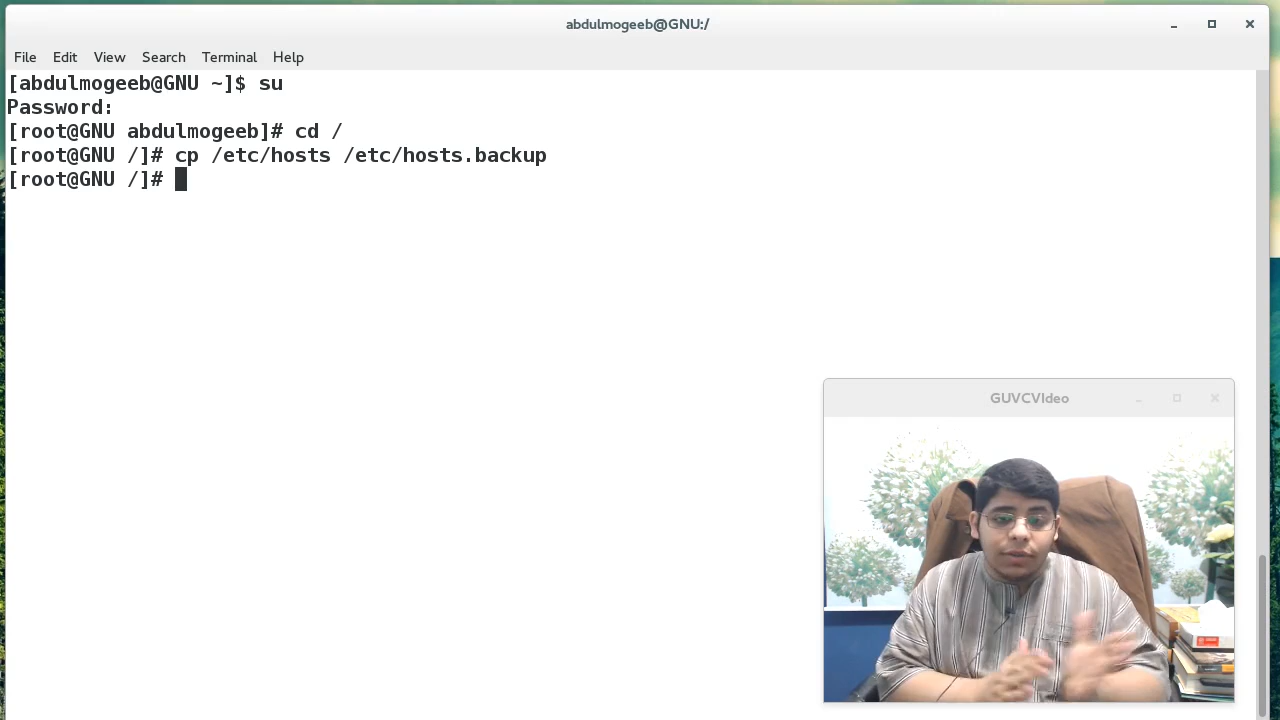 abdulmogeeb@GNU:/
File Edit View Search Terminal Help
[abdulmogeeb@GNU ~]$ su
Password:
[root@GNU abdulmogeeb]# cd /
[root@GNU /]# cp /etc/hosts /etc/hosts.backup
[root@GNU /]#
GUVCVIdeo